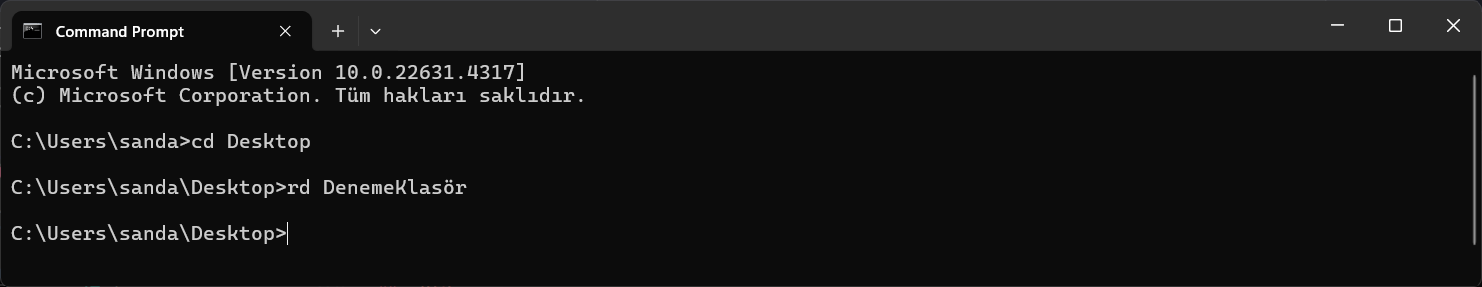 Command Prompt
Microsoft Windows [Version 10.0.22631.4317]
(c) Microsoft Corporation. Tüm hakları saklıdır.
C:\Users\sanda>cd Desktop
C:\Users\sanda\Desktop>rd DenemeKlasör
C:\Users\sanda\Desktop>